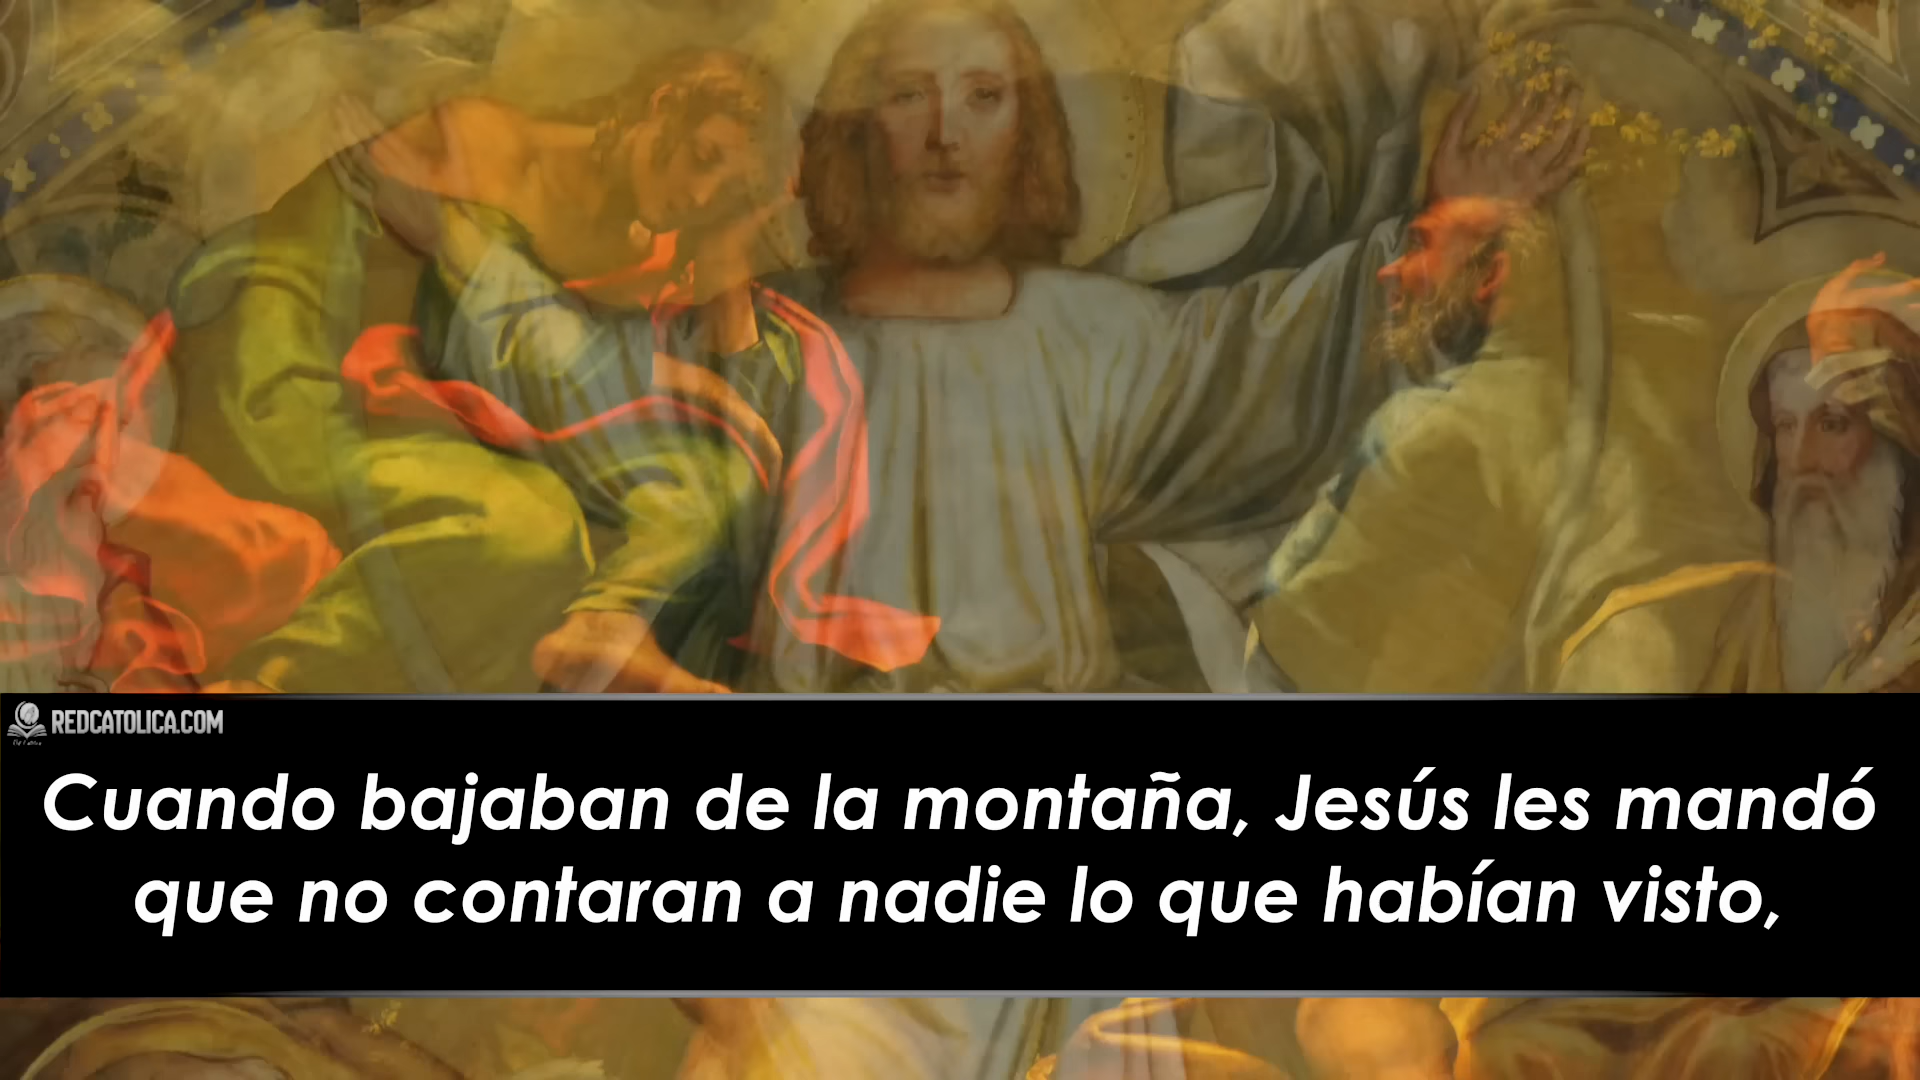 REDCATOLICA.COM
Cuando bajaban de la montaña, Jesús les mandó
que no contaran a nadie lo que habían visto,